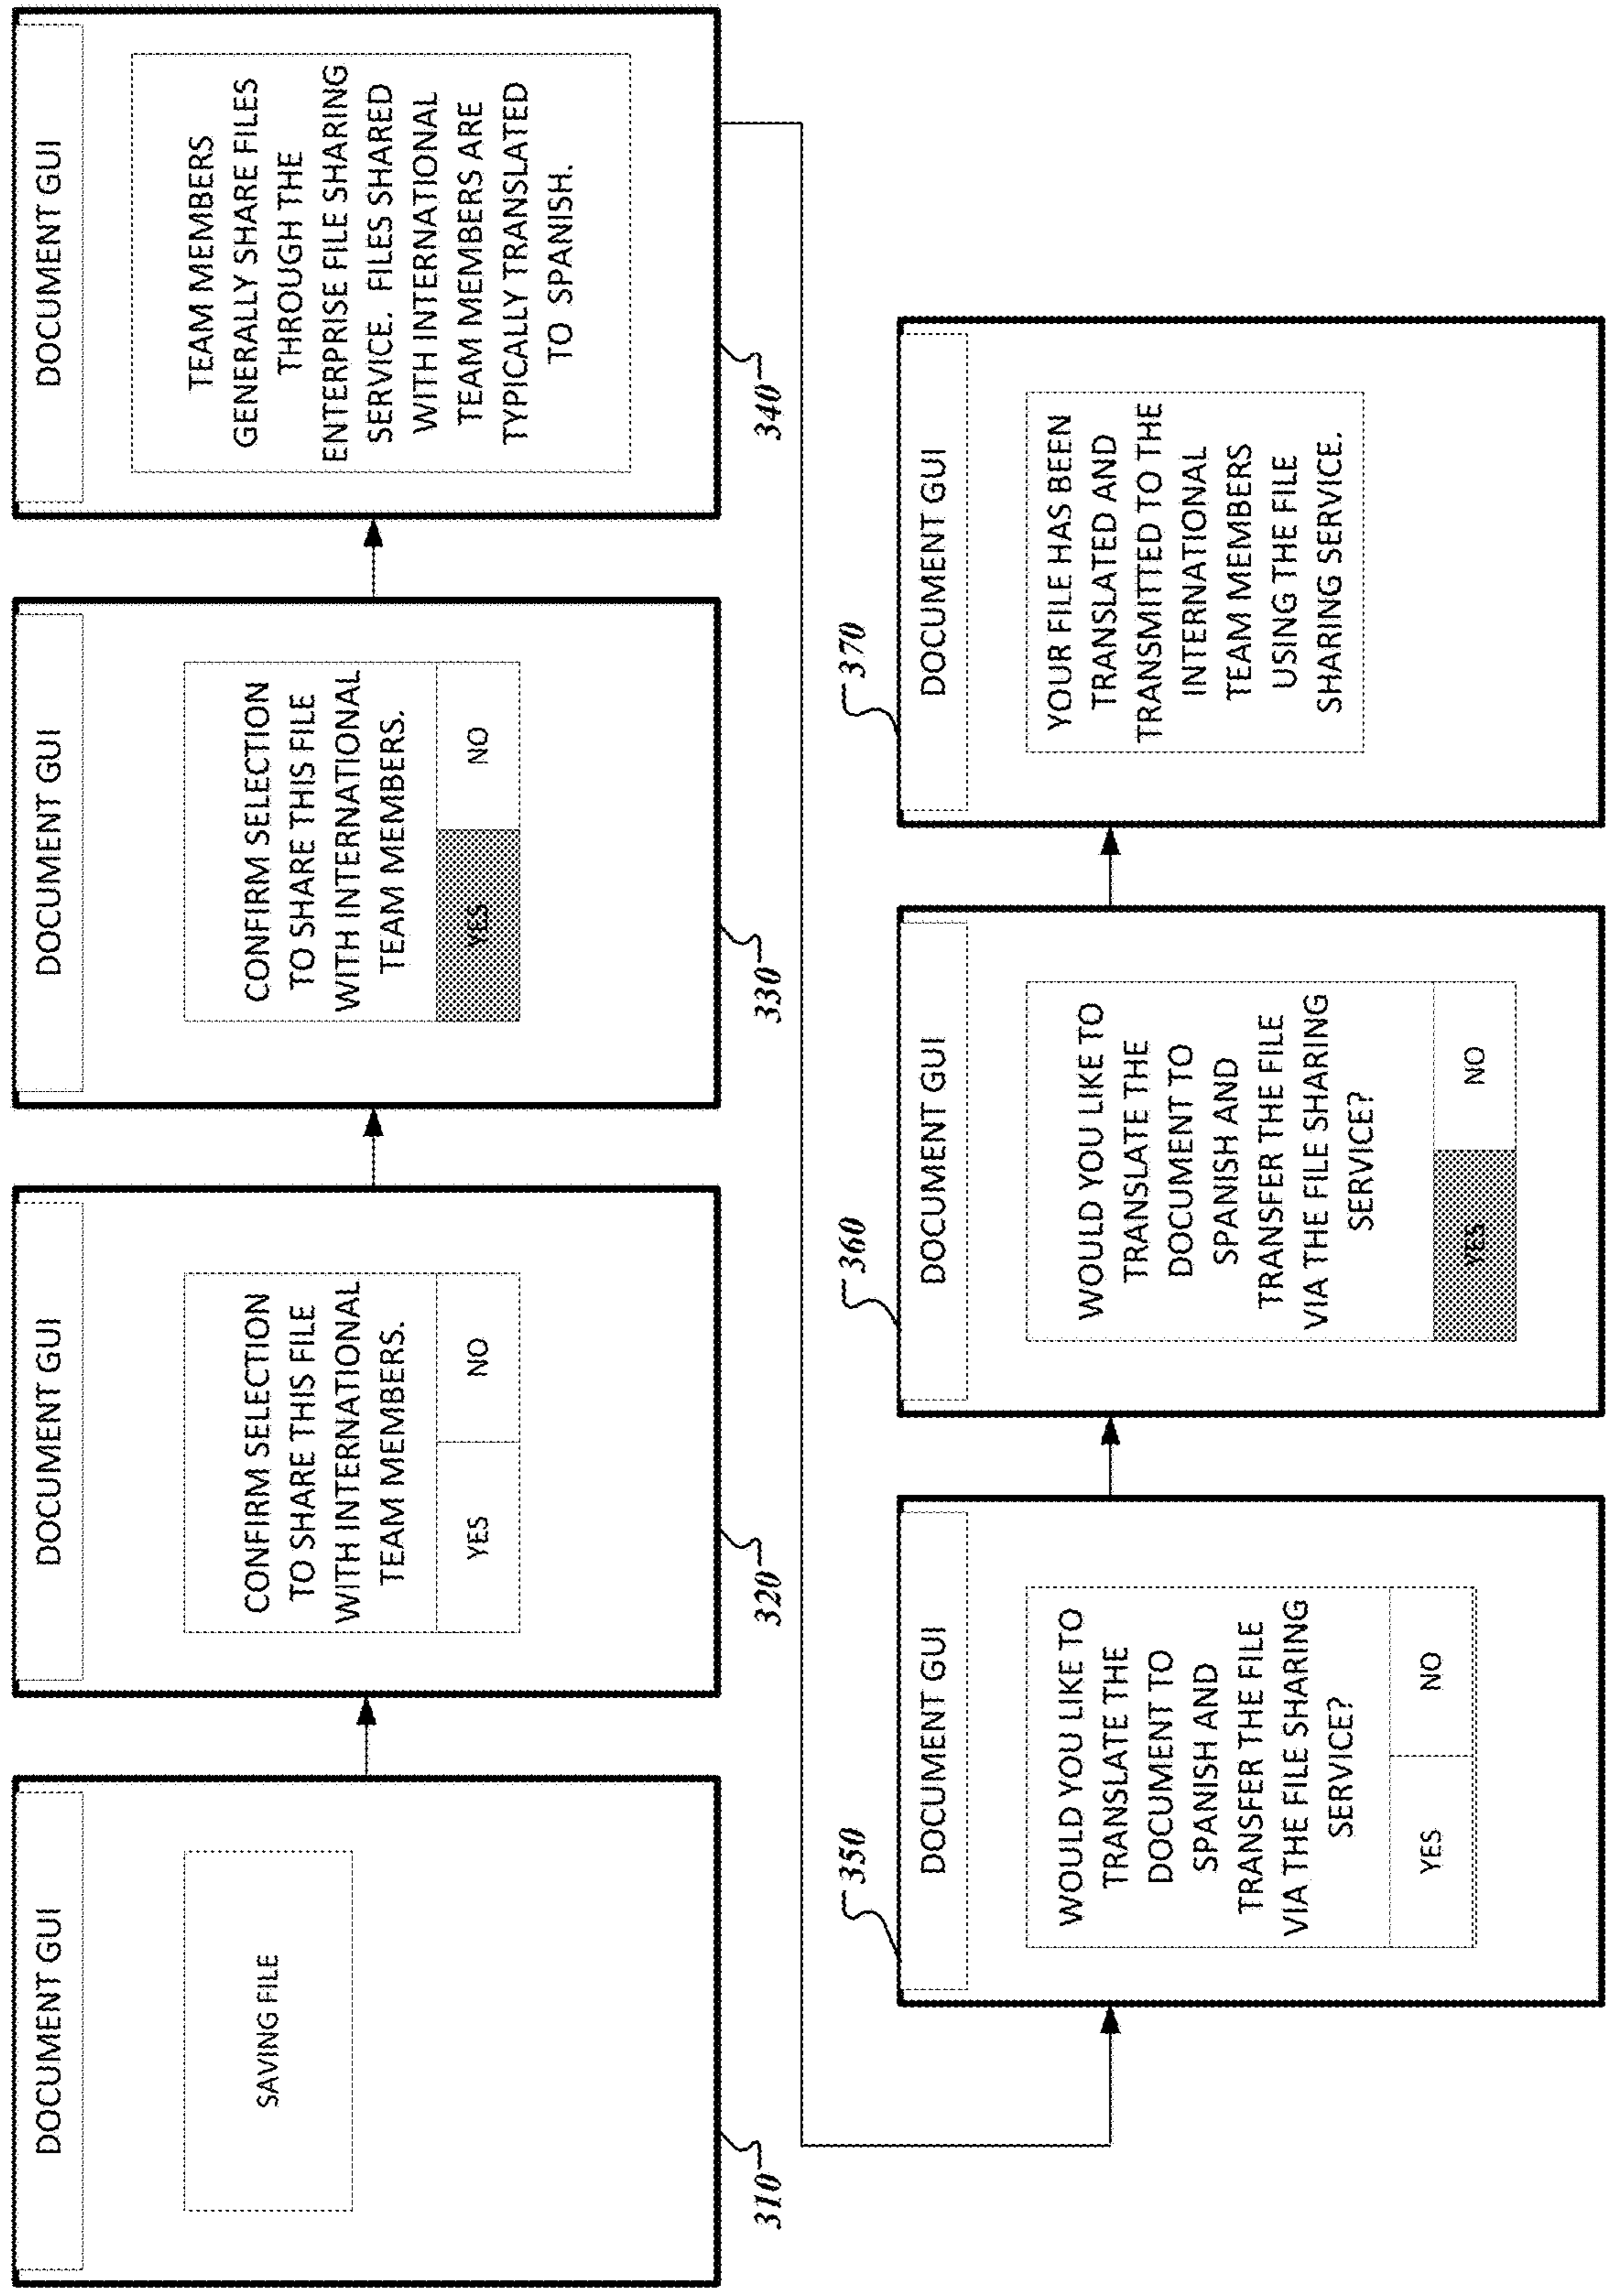 DOCUMENT GUI
SAVING FILE
310
DOCUMENT GUI
CONFIRM SELECTION
TO SHARE THIS FILE
WITH INTERNATIONAL
TEAM MEMBERS.
YES
NO
320
DOCUMENT GUI
CONFIRM SELECTION
TO SHARE THIS FILE
WITH INTERNATIONAL
TEAM MEMBERS.
YES
NO
330
DOCUMENT GUI
TEAM MEMBERS
GENERALLY SHARE FILES
THROUGH THE
ENTERPRISE FILE SHARING
SERVICE. FILES SHARED
WITH INTERNATIONAL
TEAM MEMBERS ARE
TYPICALLY TRANSLATED
TO SPANISH.
340
350
DOCUMENT GUI
WOULD YOU LIKE TO
TRANSLATE THE
DOCUMENT TO
SPANISH AND
TRANSFER THE FILE
VIA THE FILE SHARING
SERVICE?
YES
NO
360
DOCUMENT GUI
WOULD YOU LIKE TO
TRANSLATE THE
DOCUMENT TO
SPANISH AND
TRANSFER THE FILE
VIA THE FILE SHARING
SERVICE?
YES
NO
370
DOCUMENT GUI
YOUR FILE HAS BEEN
TRANSLATED AND
TRANSMITTED TO THE
INTERNATIONAL
TEAM MEMBERS
USING THE FILE
SHARING SERVICE.